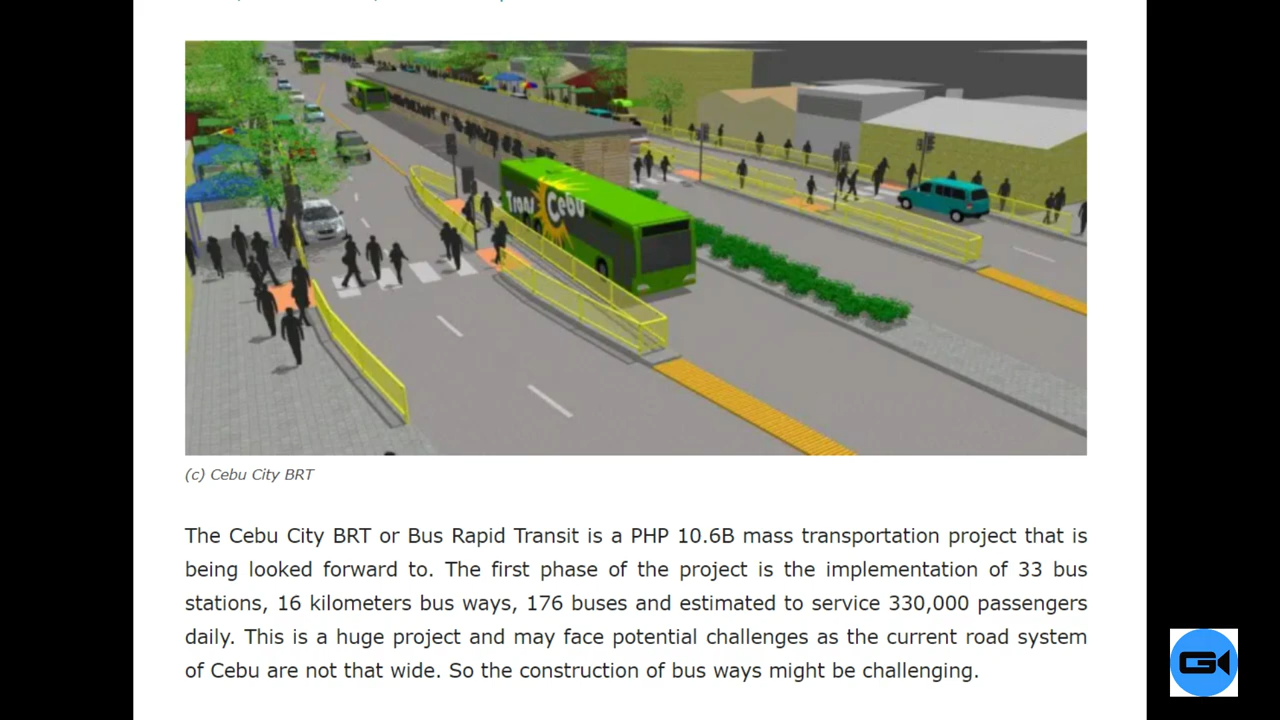 Trans Cebu
(c) Cebu City BRT
The Cebu City BRT or Bus Rapid Transit is a PHP 10.6B mass transportation project that is
being looked forward to. The first phase of the project is the implementation of 33 bus
stations, 16 kilometers bus ways, 176 buses and estimated to service 330,000 passengers
daily. This is a huge project and may face potential challenges as the current road system
of Cebu are not that wide. So the construction of bus ways might be challenging.